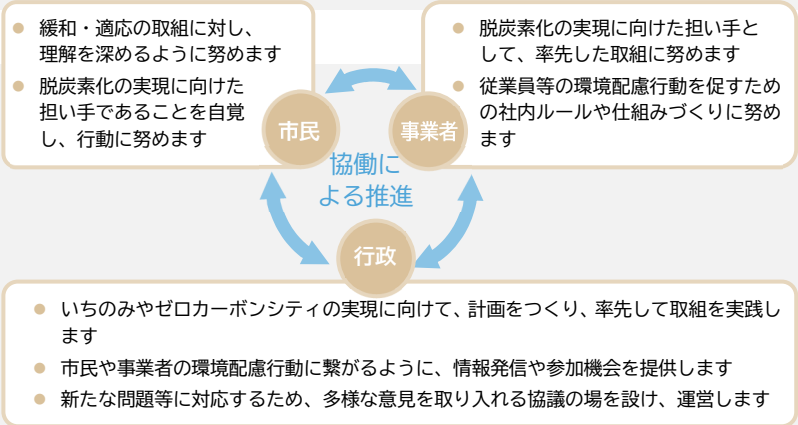 ● 緩和・適応の取組に対し、
理解を深めるように努めます
● 脱炭素化の実現に向けた
担い手であることを自覚
し、行動に努めます
● 脱炭素化の実現に向けた担い手と
して、率先した取組に努めます
● 従業員等の環境配慮行動を促すため
の社内ルールや仕組みづくりに努め
ます
市民
事業者
協働に
よる推進
行政
● いちのみやゼロカーボンシティの実現に向けて、計画をつくり、率先して取組を実践し
ます
● 市民や事業者の環境配慮行動に繋がるように、情報発信や参加機会を提供します
● 新たな問題等に対応するため、多様な意見を取り入れる協議の場を設け、運営します